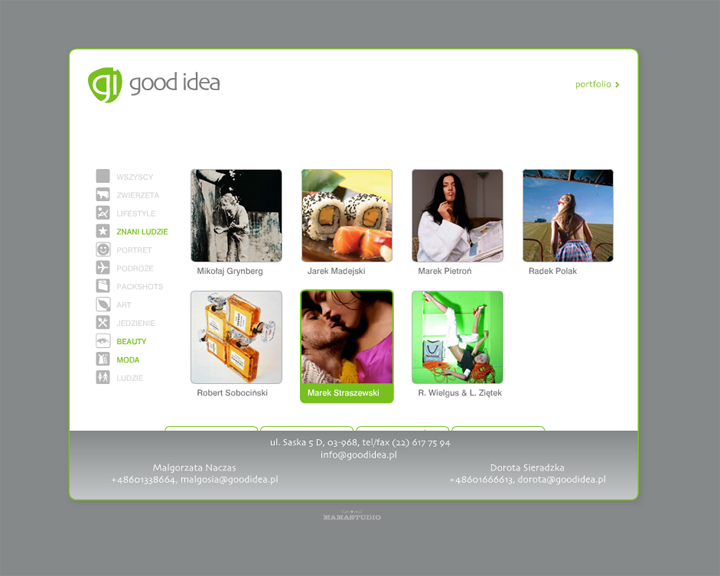 gi good idea
portfolio >
WSZYSCY
ZWIERZETA
LIFESTYLE
ZNANI LUDZIE
PORTRET
PODRÓŻE
PACKSHOTS
ART
JEDZIENIE
BEAUTY
MODA
LUDZIE
Mikołaj Grynberg
Jarek Madejski
Marek Pietroń
Radek Polak
Robert Sobociński
Marek Straszewski
R. Wielgus & L. Ziętek
ul. Saska 5 D, 03-968, tel/fax (22) 617 75 94
info@goodidea.pl
Malgorzata Naczas
+48601338664, malgosia@goodidea.pl
Dorota Sieradzka
+48601666613, dorota@goodidea.pl
MAMASTUDIO